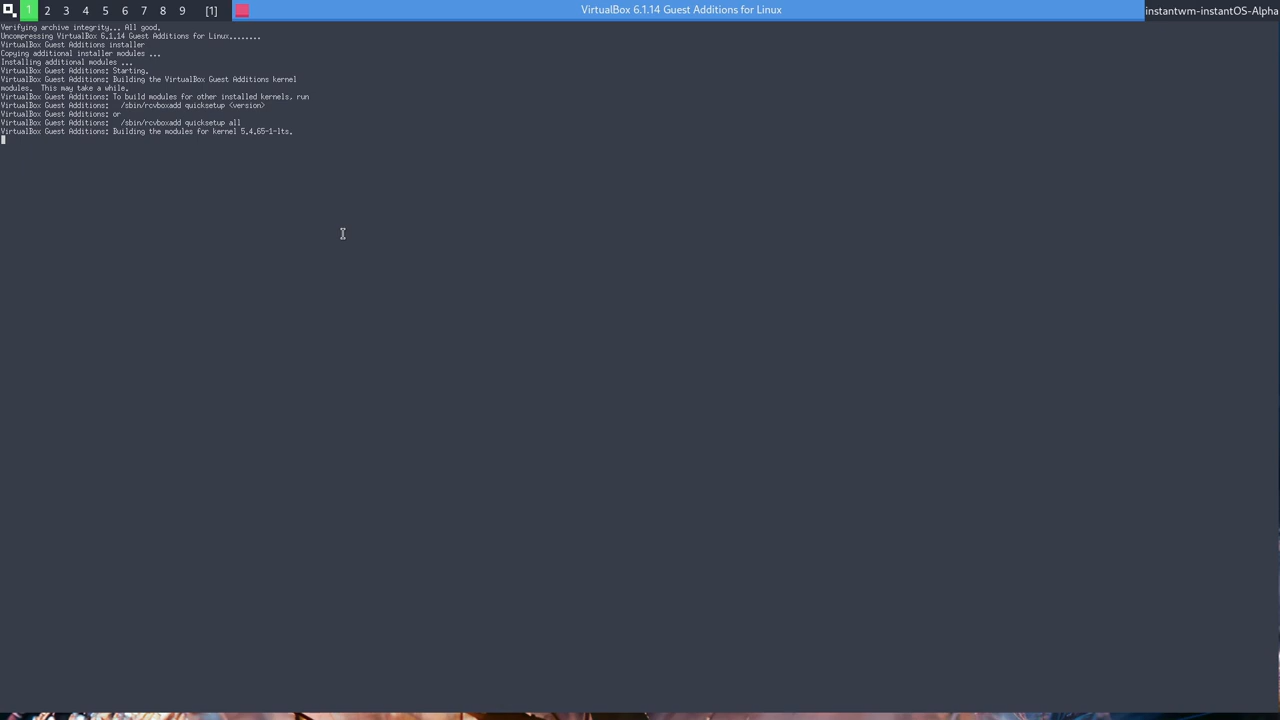 1 2 3 4 5 6 7 8 9 [1] VirtualBox 6.1.14 Guest Additions for Linux instantwm-instantOS-Alpha
Verifying archive integrity... All good.
Uncompressing VirtualBox 6.1.14 Guest Additions for Linux........
VirtualBox Guest Additions installer
Copying additional installer modules ...
Installing additional modules ...
VirtualBox Guest Additions: Starting.
VirtualBox Guest Additions: Building the VirtualBox Guest Additions kernel
modules.  This may take a while.
VirtualBox Guest Additions: To build modules for other installed kernels, run
VirtualBox Guest Additions:   /sbin/rcvboxadd quicksetup <version>
VirtualBox Guest Additions: or
VirtualBox Guest Additions:   /sbin/rcvboxadd quicksetup all
VirtualBox Guest Additions: Building the modules for kernel 5.4.65-1-lts.